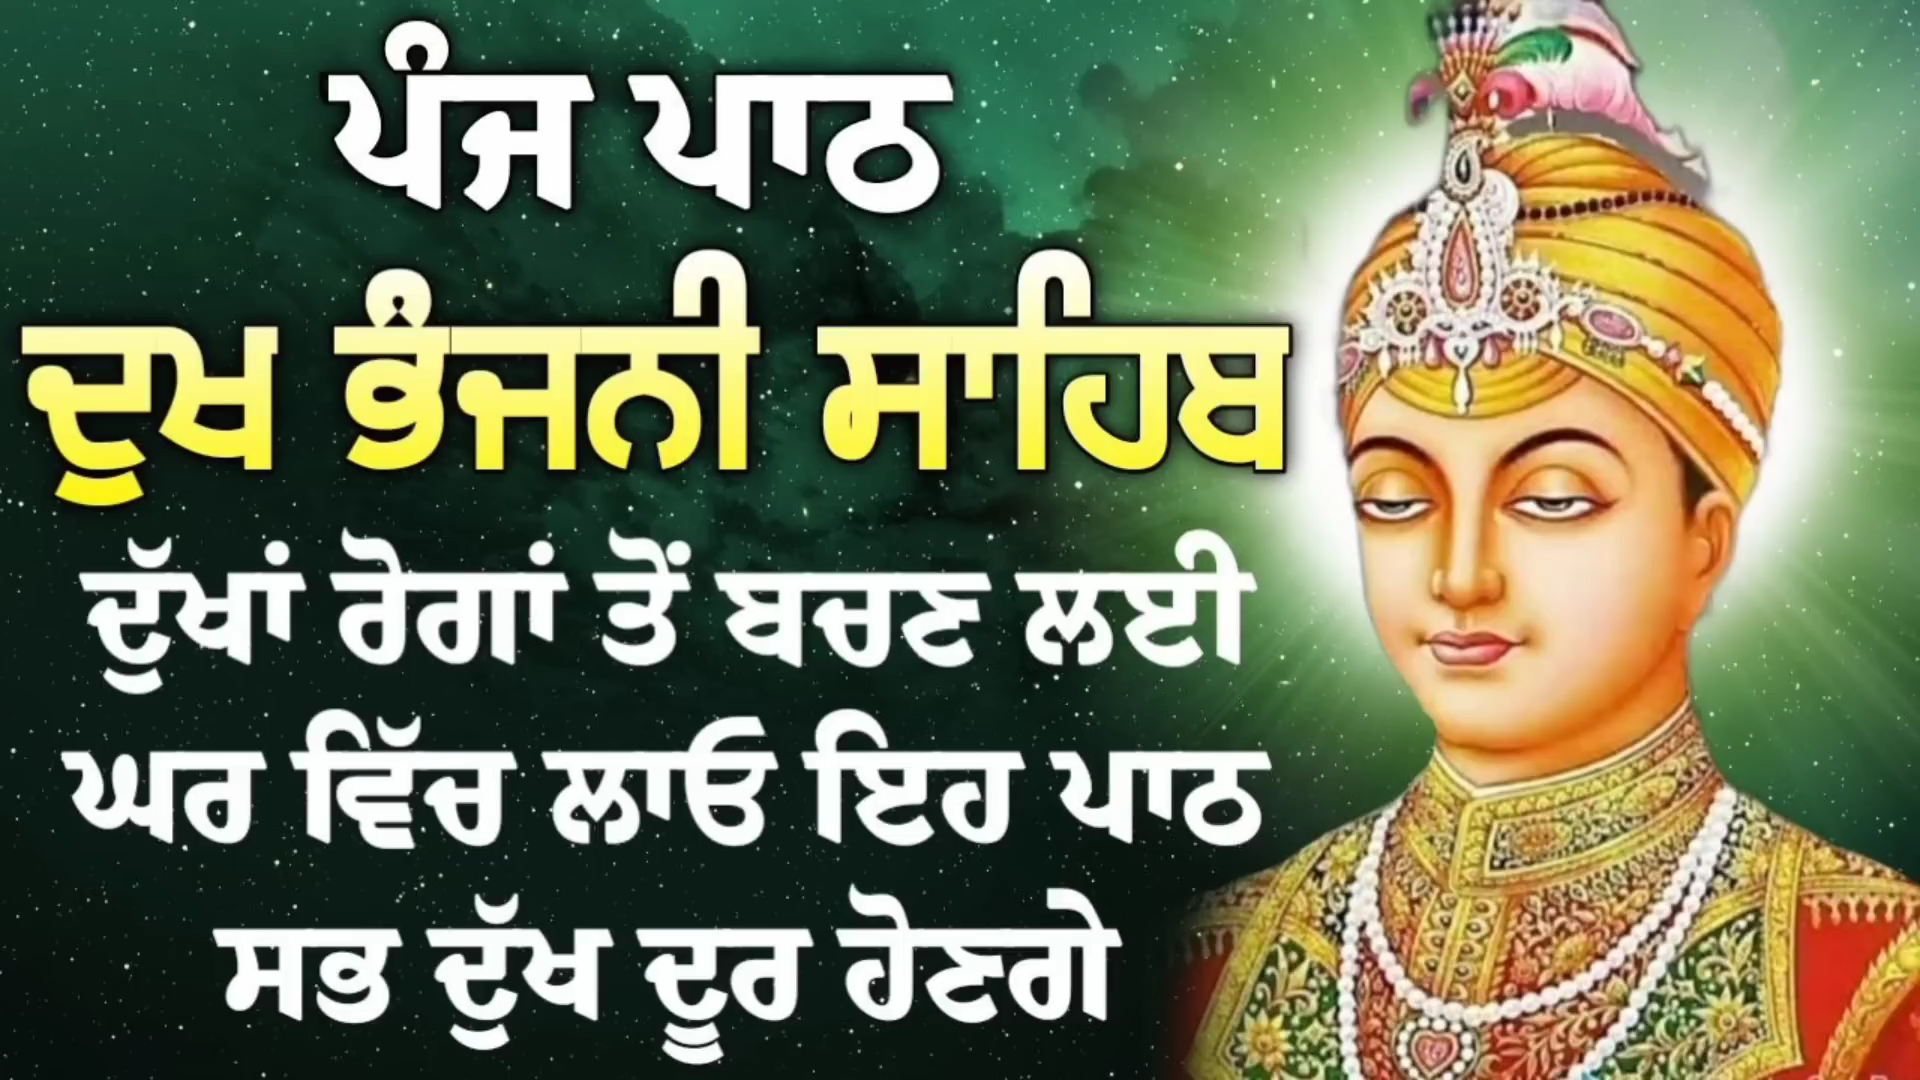 ਪੰਜ ਪਾਠ
ਦੂਖ ਭੰਜਨੀ ਸਾਹਿਬ
ਦੁੱਖਾਂ ਰੋਗਾਂ ਤੋਂ ਬਚਣ ਲਈ
ਘਰ ਵਿੱਚ ਲਾਓ ਇਹ ਪਾਠ
ਸਭ ਦੁੱਖ ਦੂਰ ਹੋਣਗੇ